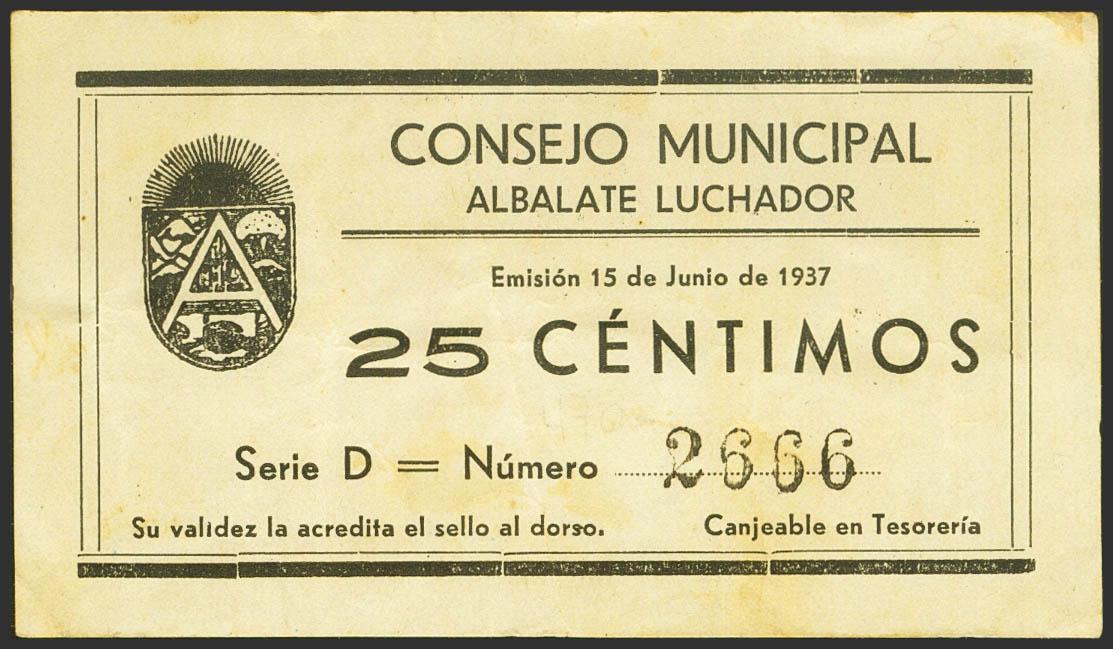 CONSEJO MUNICIPAL
ALBALATE LUCHADOR
Emisión 15 de Junio de 1937
25 CÉNTIMOS
Serie D = Número 2666
Su validez la acredita el sello al dorso. Canjeable en Tesorería